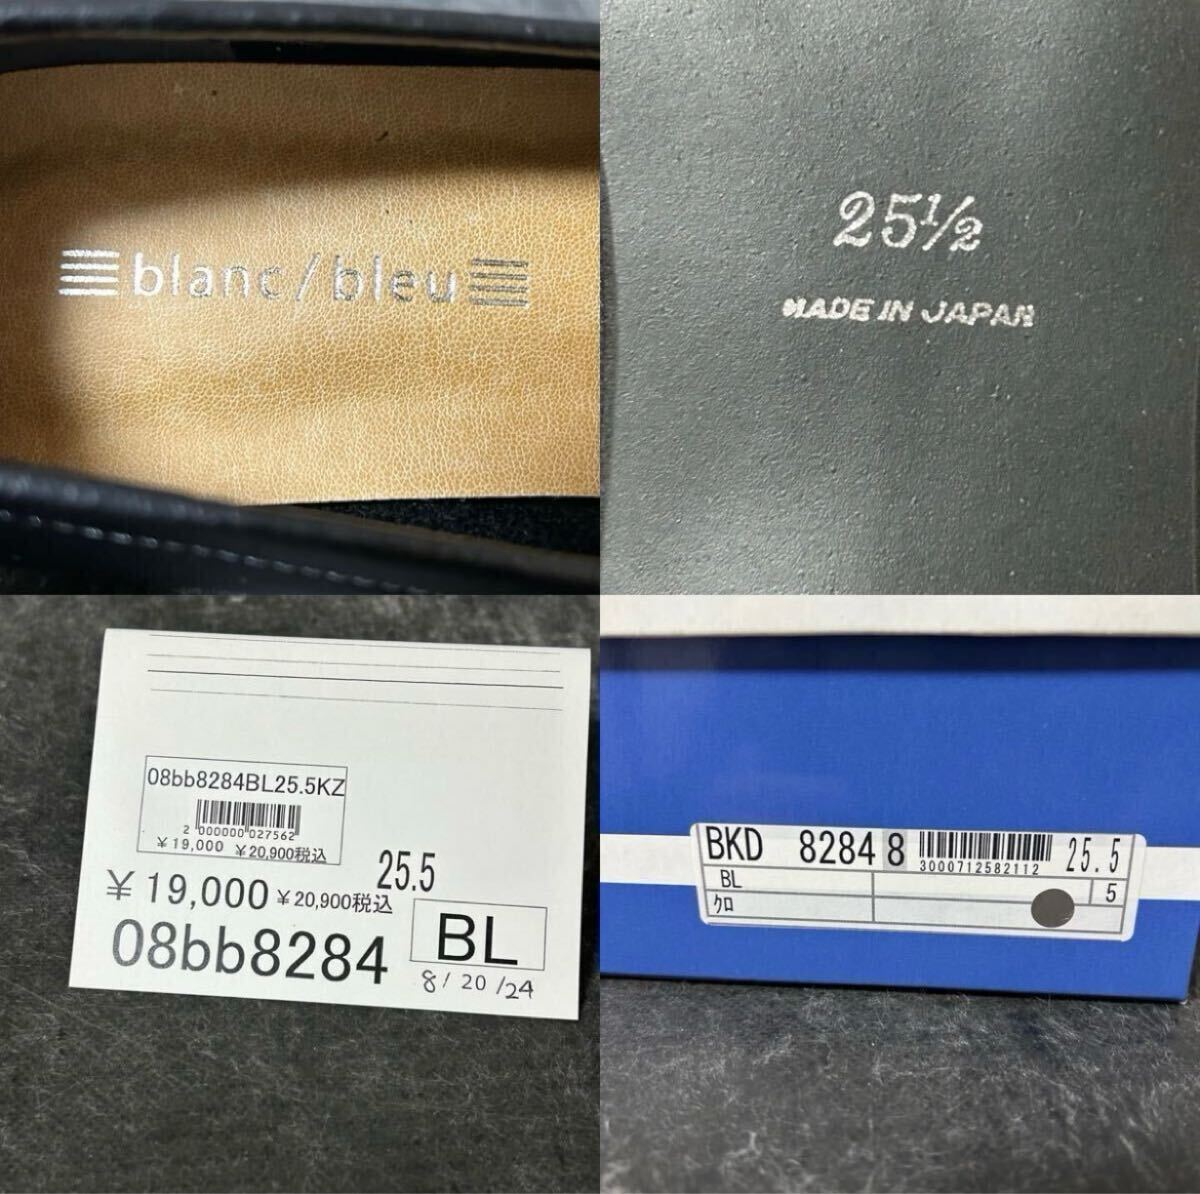 blanc/bleu
25½
MADE IN JAPAN
08bb8284BL25.5KZ
2 000000 027562
¥19,000 ¥20,900税込
25.5
¥19,000 ¥20,900税込
08bb8284 BL
8/20/24
BKD 8284 8 25.5
3000712582112
BL 5
クロ